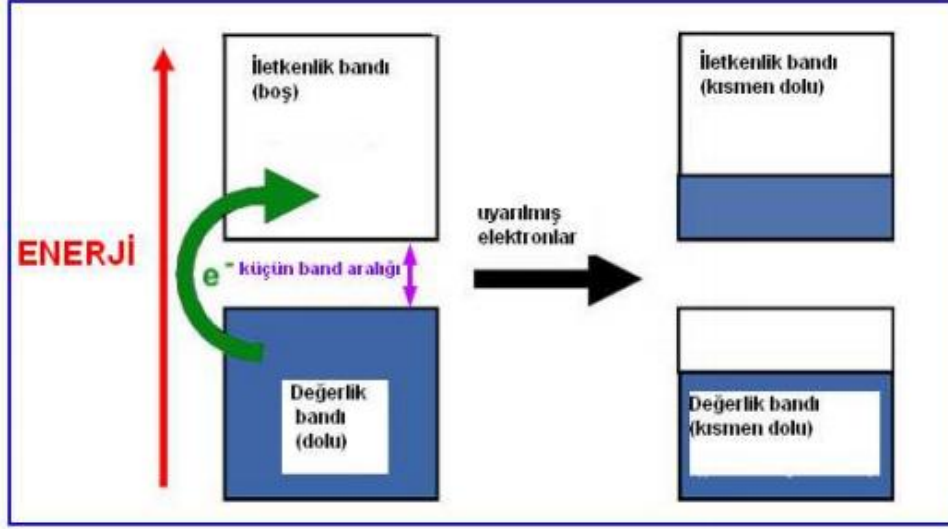 İletkenlik bandı
(boş)
İletkenlik bandı
(kısmen dolu)
ENERJİ
e⁻
küçün band aralığı
uyarılmış
elektronlar
Değerlik
bandı
(dolu)
Değerlik bandı
(kısmen dolu)